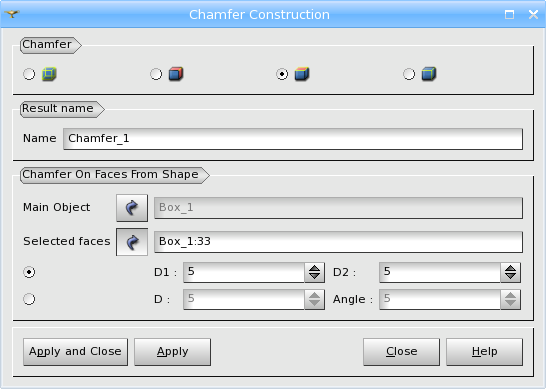 Chamfer Construction
Chamfer
Result name
Name Chamfer_1
Chamfer On Faces From Shape
Main Object Box_1
Selected faces Box_1:33
D1 : 5 D2 : 5
D : 5 Angle : 5
Apply and Close Apply Close Help